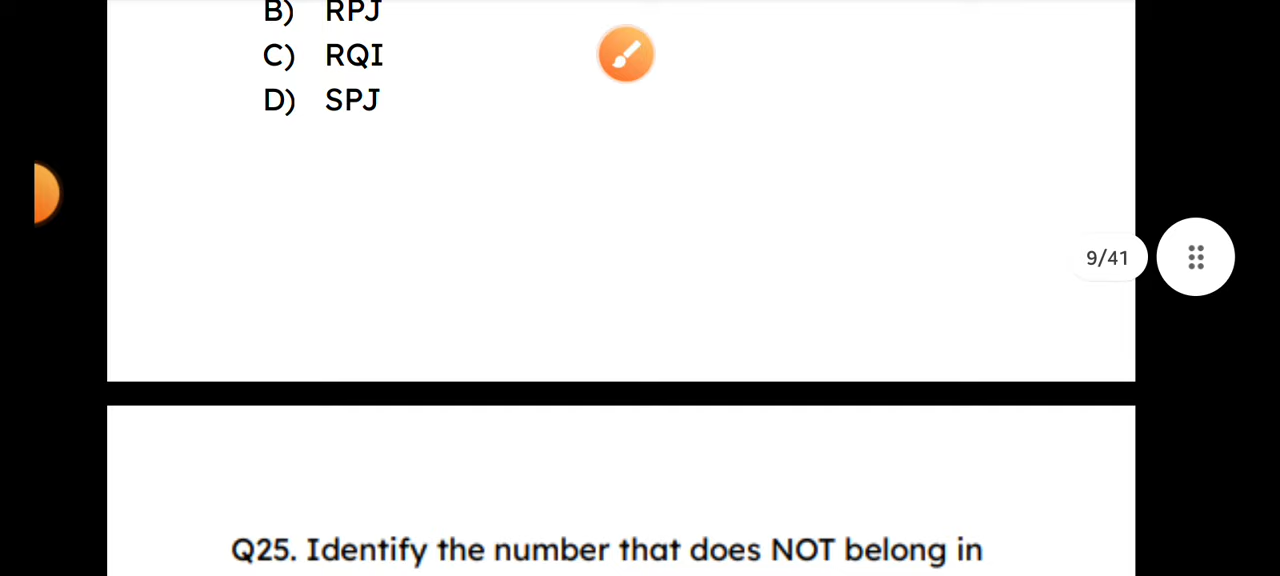 B) RPJ
C) RQI
D) SPJ
9/41
Q25. Identify the number that does NOT belong in